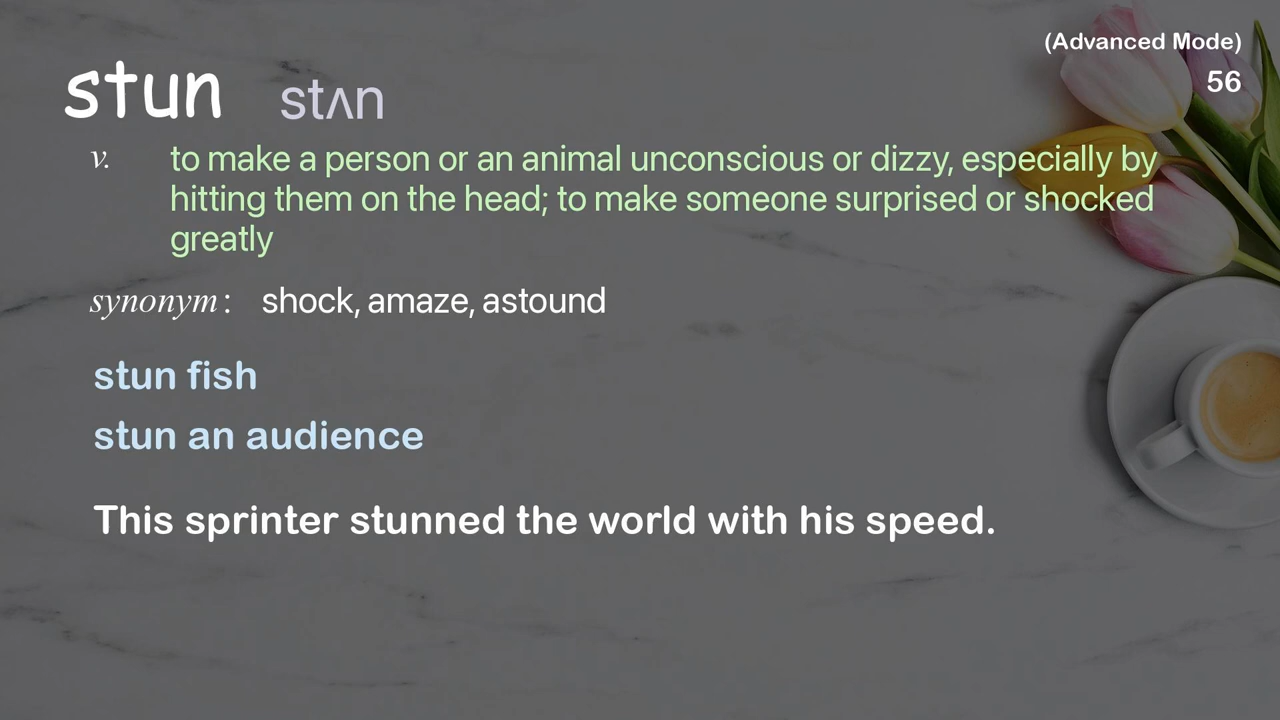 (Advanced Mode)
56
stun stʌn
v. to make a person or an animal unconscious or dizzy, especially by
hitting them on the head; to make someone surprised or shocked
greatly
synonym: shock, amaze, astound
stun fish
stun an audience
This sprinter stunned the world with his speed.